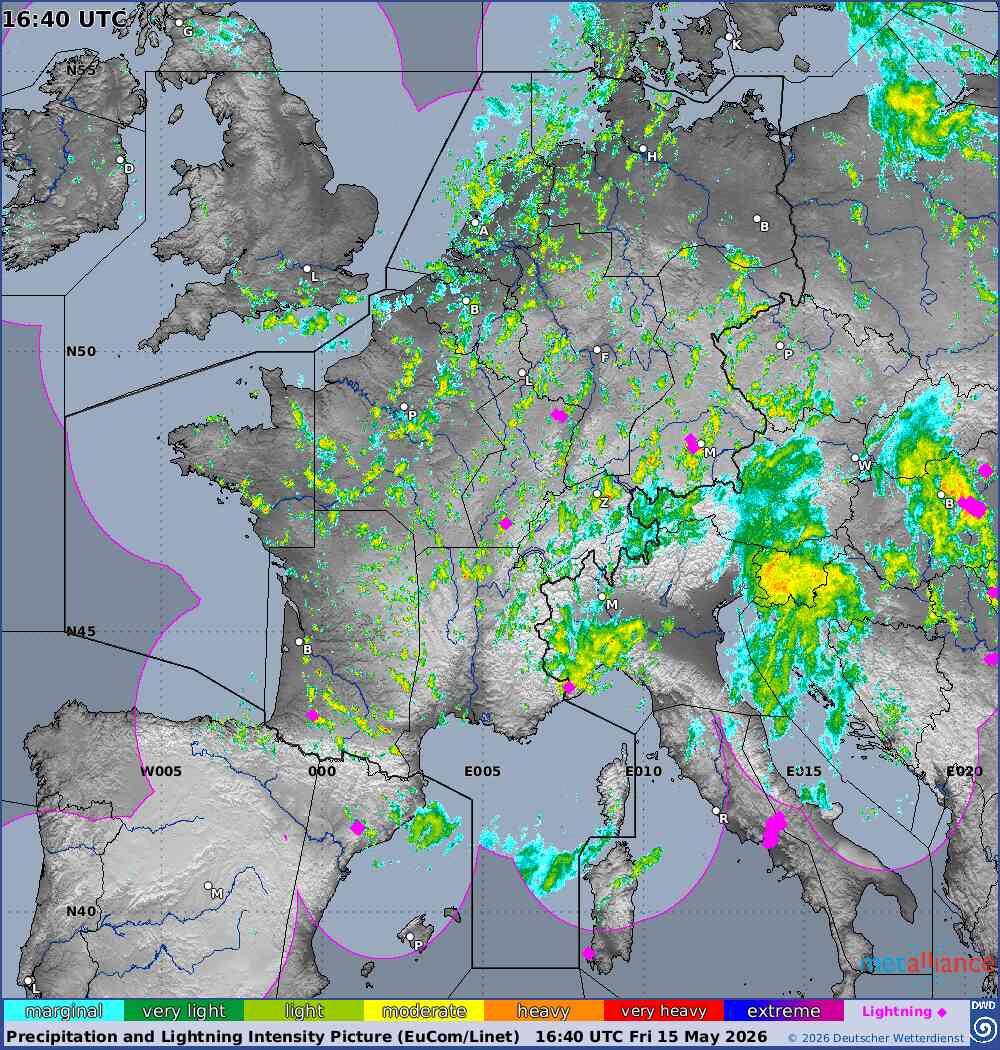 16:40 UTC
G
K
N55
D
H
A
B
L
B
N50
P
F
L
P
M
W
Z
B
M
N45
B
W005
000
E005
E010
E015
E020
R
M
N40
P
L
metalliance
marginal
very light
light
moderate
heavy
very heavy
extreme
Lightning
DWD
Precipitation and Lightning Intensity Picture (EuCom/Linet) 16:40 UTC Fri 15 May 2026 © 2026 Deutscher Wetterdienst